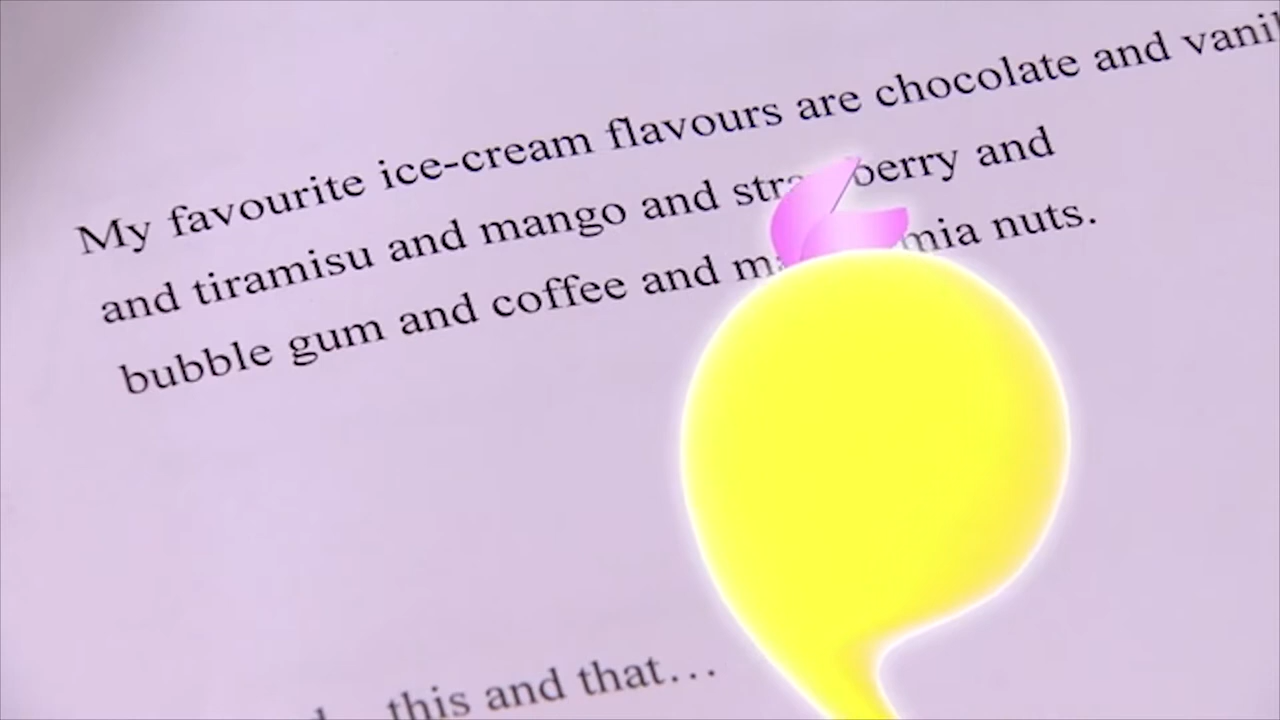 My favourite ice-cream flavours are chocolate and
and tiramisu and mango and berry and
bubble gum and coffee and nuts.
this and that...